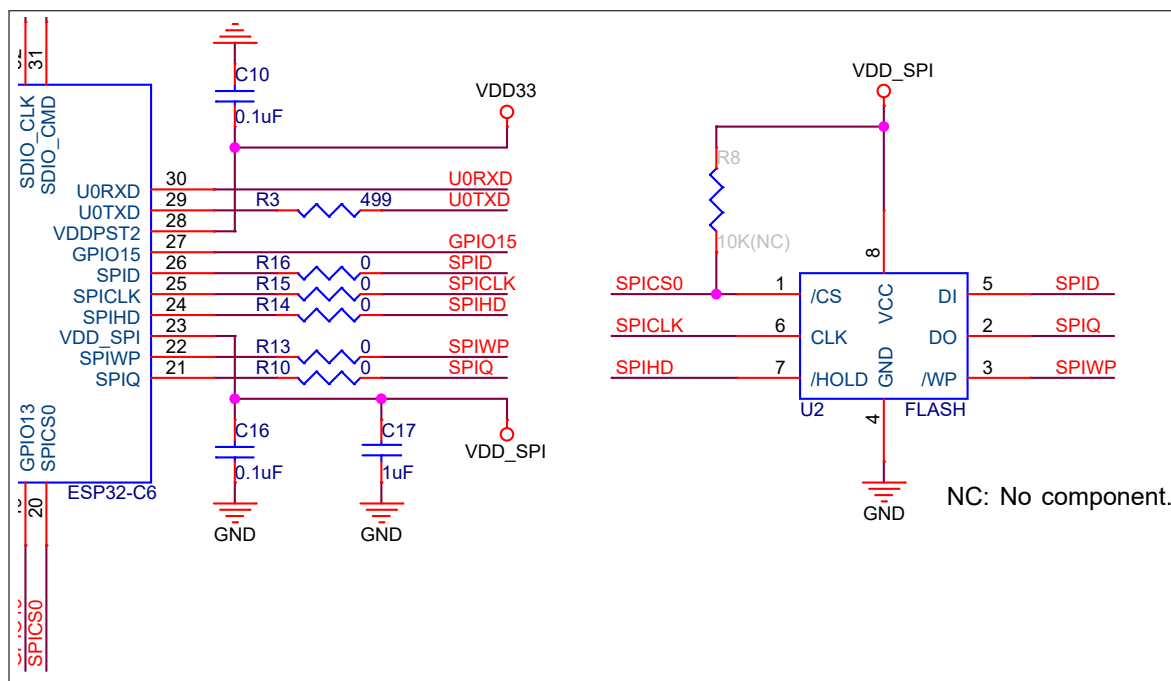 31
SDIO_CLK
SDIO_CMD
C10
0.1uF
VDD33
U0RXD 30 U0RXD
U0TXD 29 R3 499 U0TXD
VDDPST2 28
GPIO15 27 GPIO15
SPID 26 R16 0 SPID
SPICLK 25 R15 0 SPICLK
SPIHD 24 R14 0 SPIHD
VDD_SPI 23
SPIWP 22 R13 0 SPIWP
SPIQ 21 R10 0 SPIQ
GPIO13
SPICS0
ESP32-C6
20
SPICS0
C16
0.1uF
GND
C17
1uF
GND
VDD_SPI
VDD_SPI
R8
10K(NC)
8
VCC
SPICS0 1 /CS DI 5 SPID
SPICLK 6 CLK DO 2 SPIQ
SPIHD 7 /HOLD /WP 3 SPIWP
GND
U2 FLASH
4
GND
NC: No component.